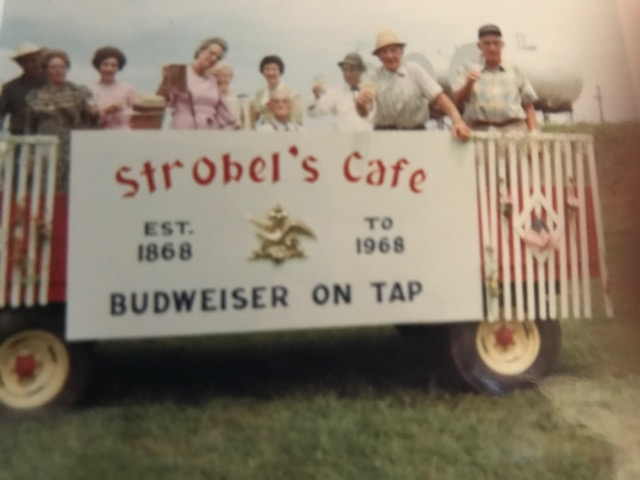 Strobel's Cafe
EST. TO
1868 1968
BUDWEISER ON TAP